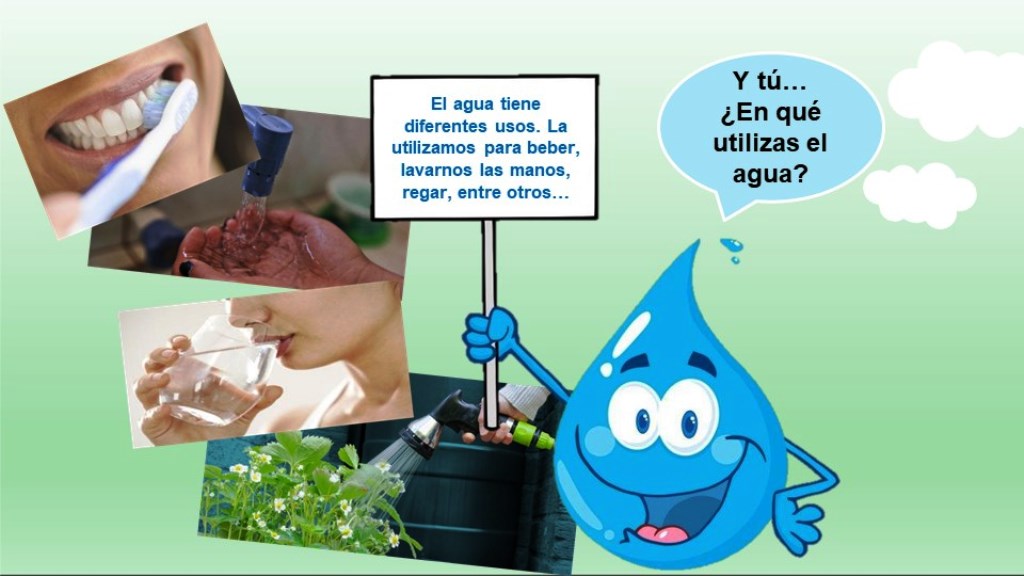 El agua tiene
diferentes usos. La
utilizamos para beber,
lavarnos las manos,
regar, entre otros…
Y tú…
¿En qué
utilizas el
agua?